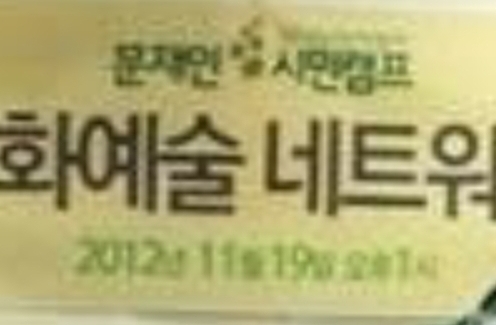 문재인 시민캠프
화예술 네트워
2012년 11월 19일 오후 1시